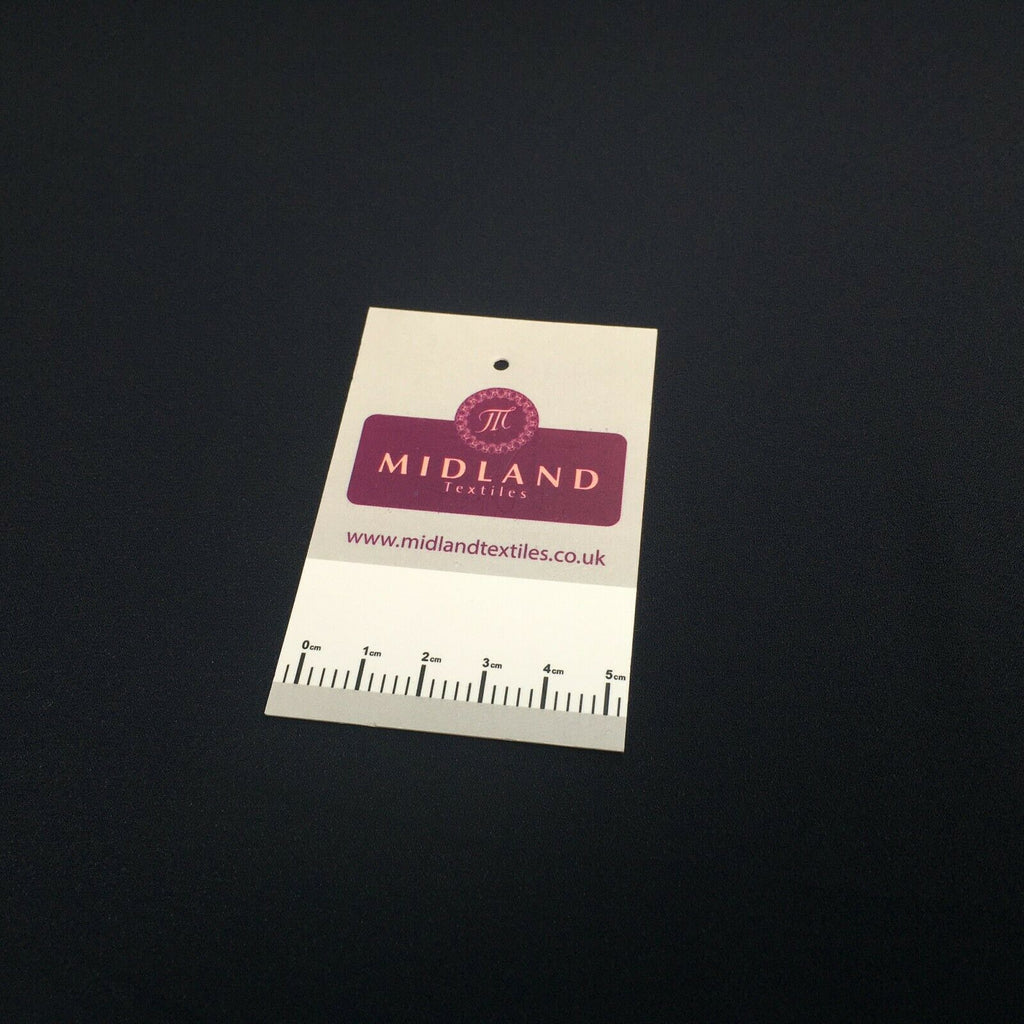 M
MIDLAND
Textiles
www.midlandtextiles.co.uk
0cm 1cm 2cm 3cm 4cm 5cm